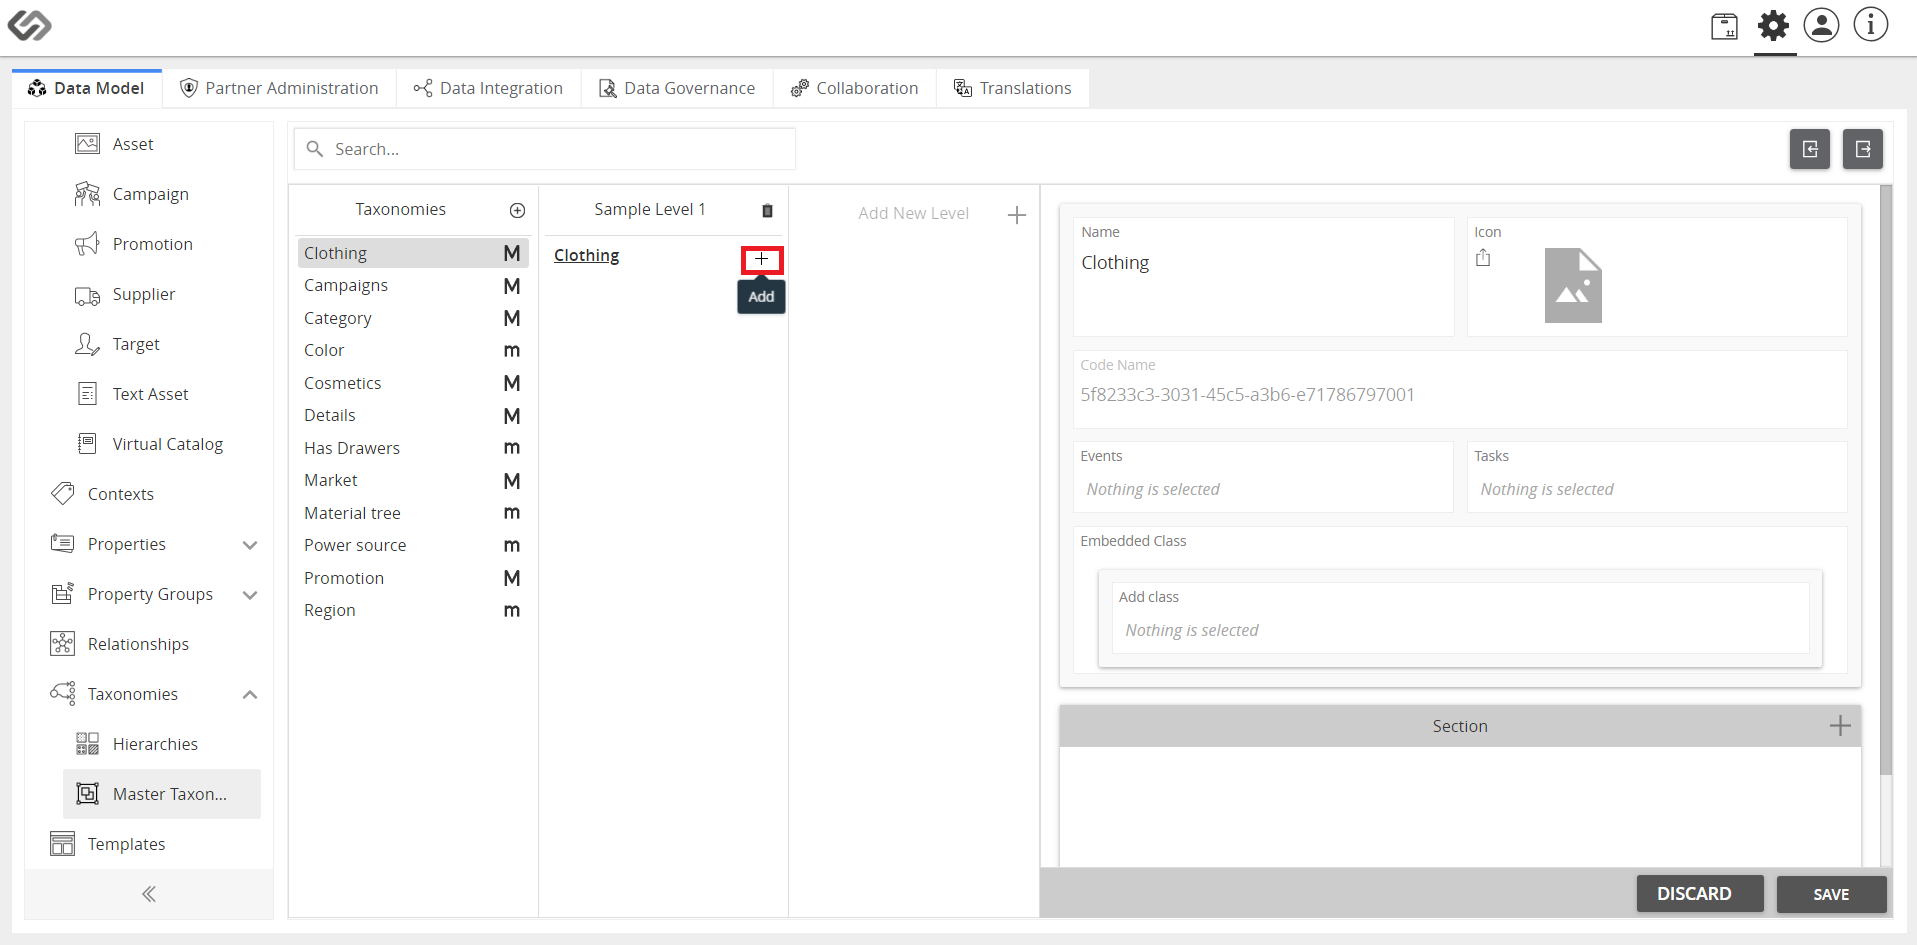 Data Model
Partner Administration
Data Integration
Data Governance
Collaboration
Translations
Asset
Campaign
Promotion
Supplier
Target
Text Asset
Virtual Catalog
Contexts
Properties
Property Groups
Relationships
Taxonomies
Hierarchies
Master Taxon...
Templates
Search...
Taxonomies
Clothing M
Campaigns M
Category M
Color m
Cosmetics M
Details M
Has Drawers m
Market M
Material tree m
Power source m
Promotion M
Region m
Sample Level 1
Clothing
Add
Add New Level
Name
Clothing
Icon
Code Name
5f8233c3-3031-45c5-a3b6-e71786797001
Events
Nothing is selected
Tasks
Nothing is selected
Embedded Class
Add class
Nothing is selected
Section
DISCARD
SAVE